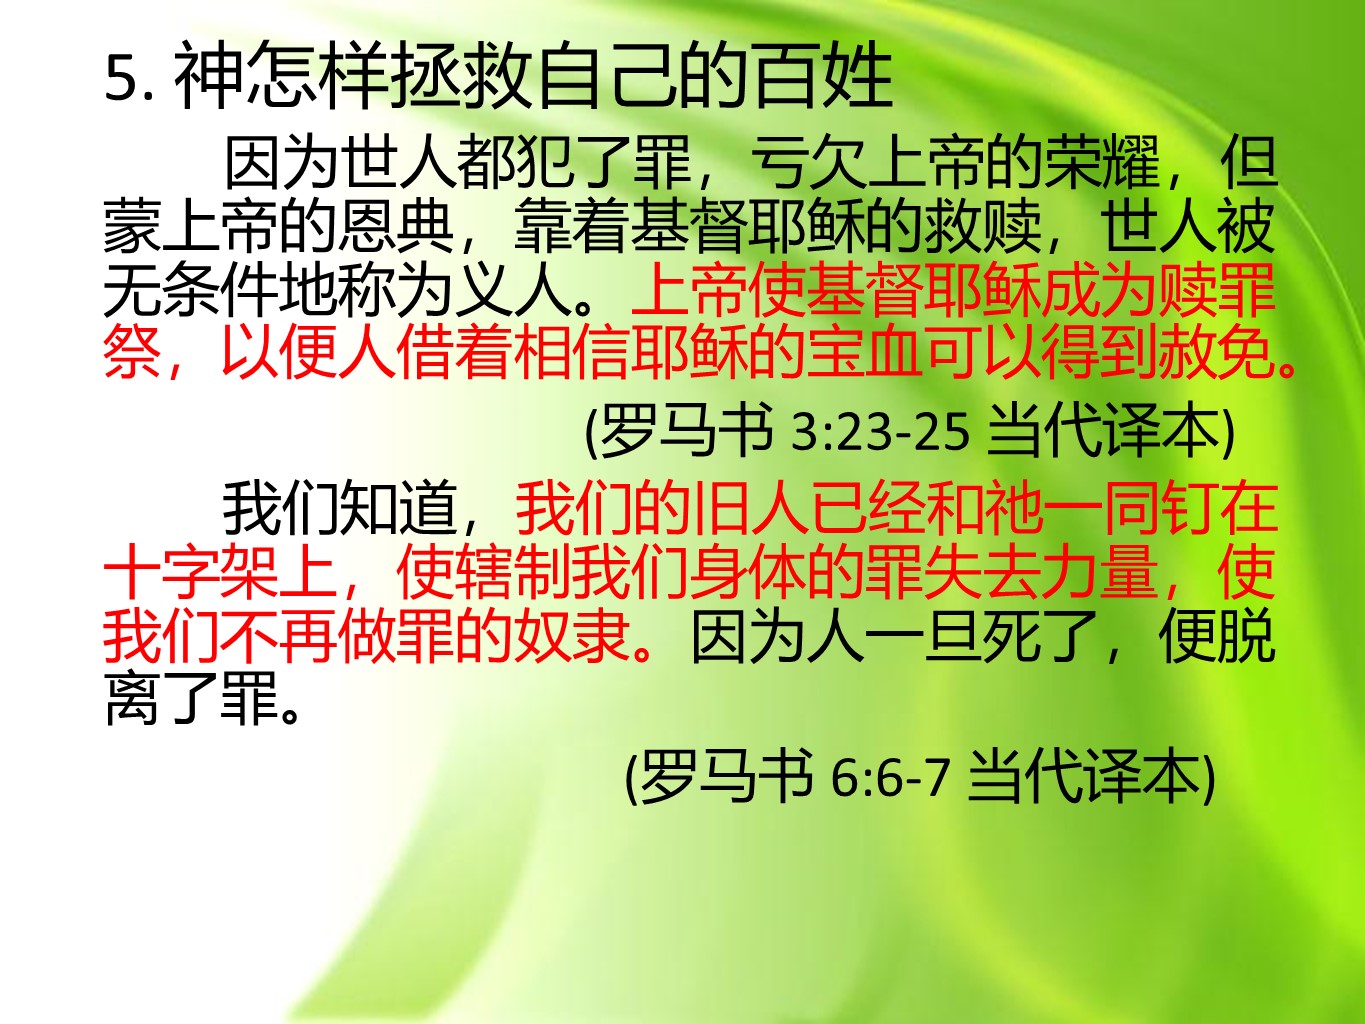 5. 神怎样拯救自己的百姓
因为世人都犯了罪，亏欠上帝的荣耀，但
蒙上帝的恩典，靠着基督耶稣的救赎，世人被
无条件地称为义人。上帝使基督耶稣成为赎罪
祭，以便人借着相信耶稣的宝血可以得到赦免。
(罗马书 3:23-25 当代译本)
我们知道，我们的旧人已经和祂一同钉在
十字架上，使辖制我们身体的罪失去力量，使
我们不再做罪的奴隶。因为人一旦死了，便脱
离了罪。
(罗马书 6:6-7 当代译本)